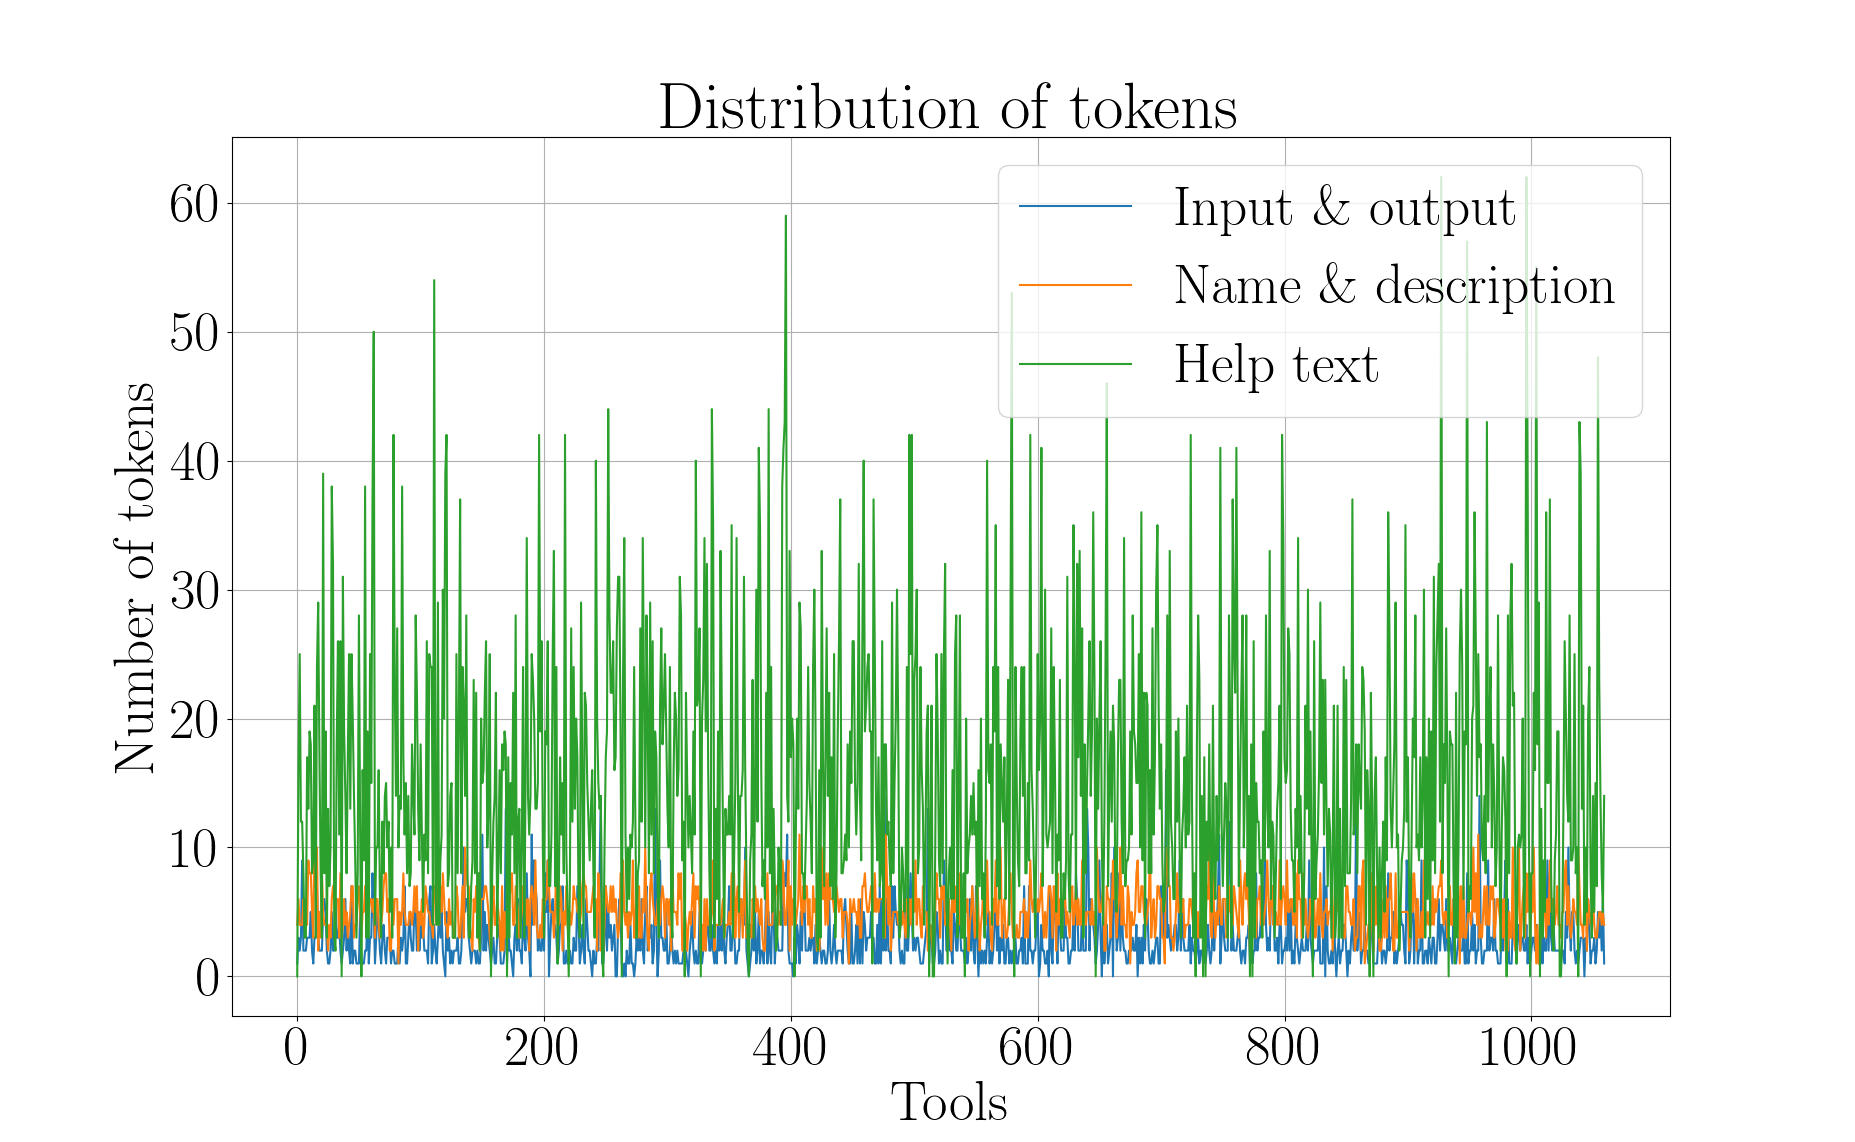 Distribution of tokens
Input & output
Name & description
Help text
Number of tokens
60
50
40
30
20
10
0
0 200 400 600 800 1000
Tools